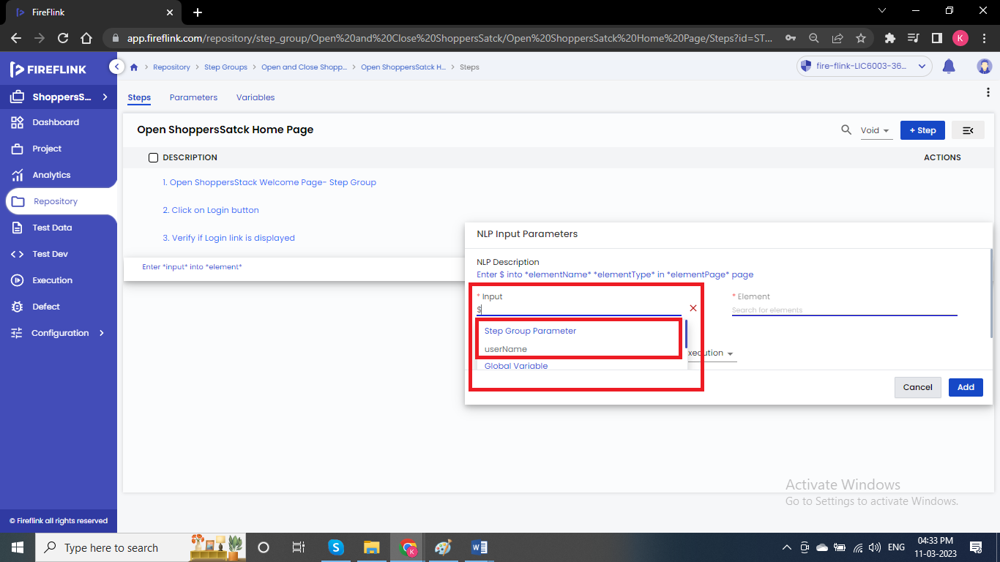 FireFlink
app.fireflink.com/repository/step_group/Open%20and%20Close%20ShoppersSatck/Open%20ShoppersSatck%20Home%20Page/Steps?id=ST...
K
FIREFLINK
Repository
Step Groups
Open and Close Shopp...
Open ShoppersSatck H...
Steps
fire-flink-LIC6003-36...
ShoppersS...
Steps
Parameters
Variables
Dashboard
Project
Analytics
Repository
Test Data
Test Dev
Execution
Defect
Configuration
© Fireflink all rights reserved
Open ShoppersSatck Home Page
Void
+ Step
DESCRIPTION
ACTIONS
1. Open ShoppersStack Welcome Page- Step Group
2. Click on Login button
3. Verify if Login link is displayed
Enter *input* into *element*
NLP Input Parameters
NLP Description
Enter $ into *elementName* *elementType* in *elementPage* page
* Input
$
* Element
Search for elements
Step Group Parameter
userName
Global Variable
xecution
Cancel
Add
Activate Windows
Go to Settings to activate Windows.
Type here to search
ENG
04:33 PM
11-03-2023